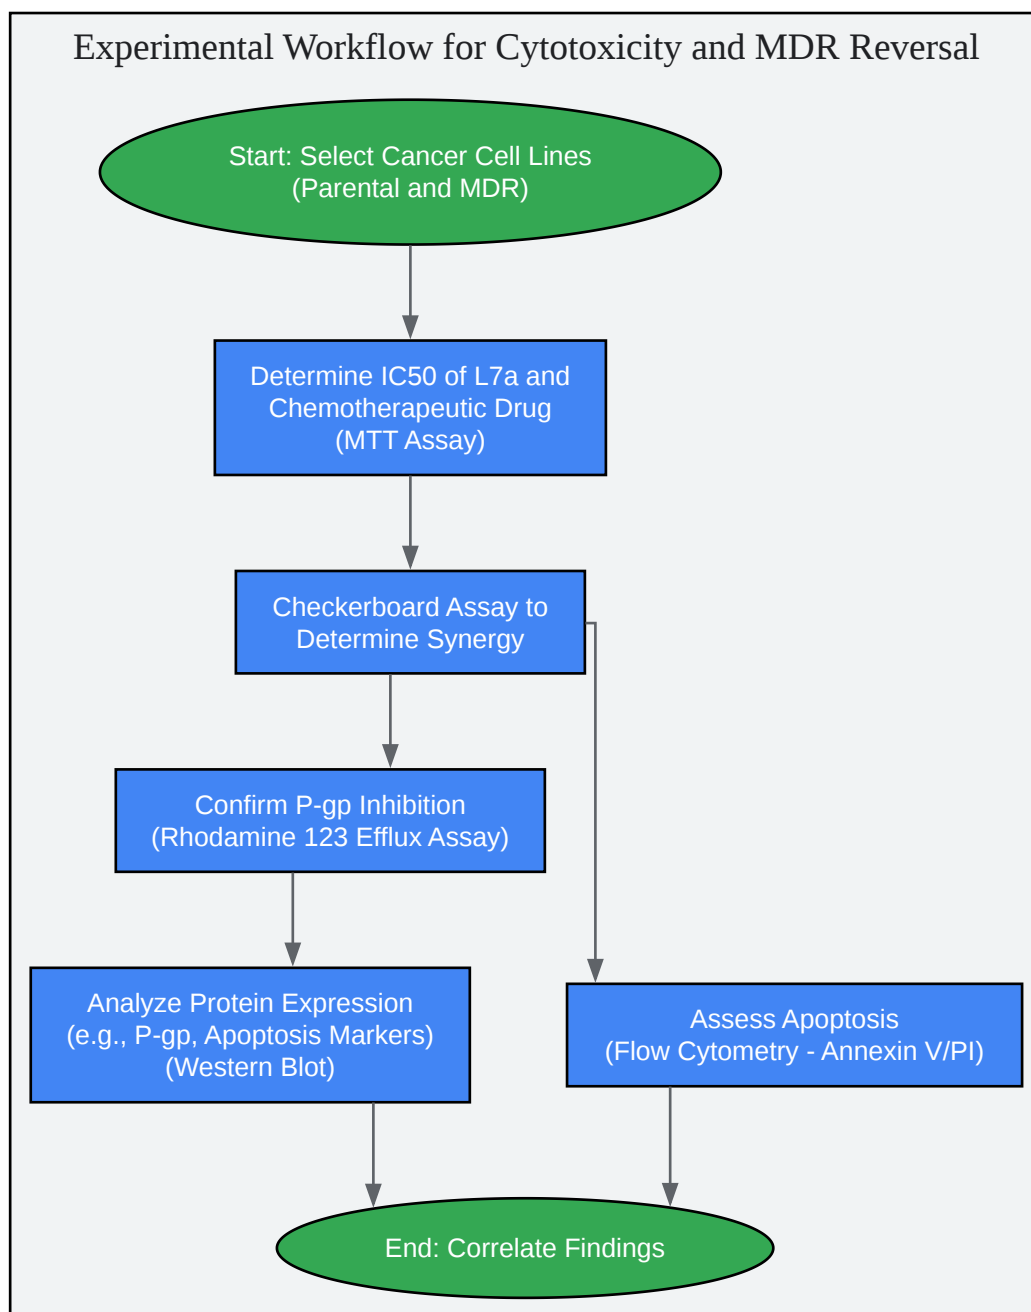 Experimental Workflow for Cytotoxicity and MDR Reversal
Start: Select Cancer Cell Lines
(Parental and MDR)
Determine IC50 of L7a and
Chemotherapeutic Drug
(MTT Assay)
Checkerboard Assay to
Determine Synergy
Confirm P-gp Inhibition
(Rhodamine 123 Efflux Assay)
Analyze Protein Expression
(e.g., P-gp, Apoptosis Markers)
(Western Blot)
Assess Apoptosis
(Flow Cytometry - Annexin V/PI)
End: Correlate Findings